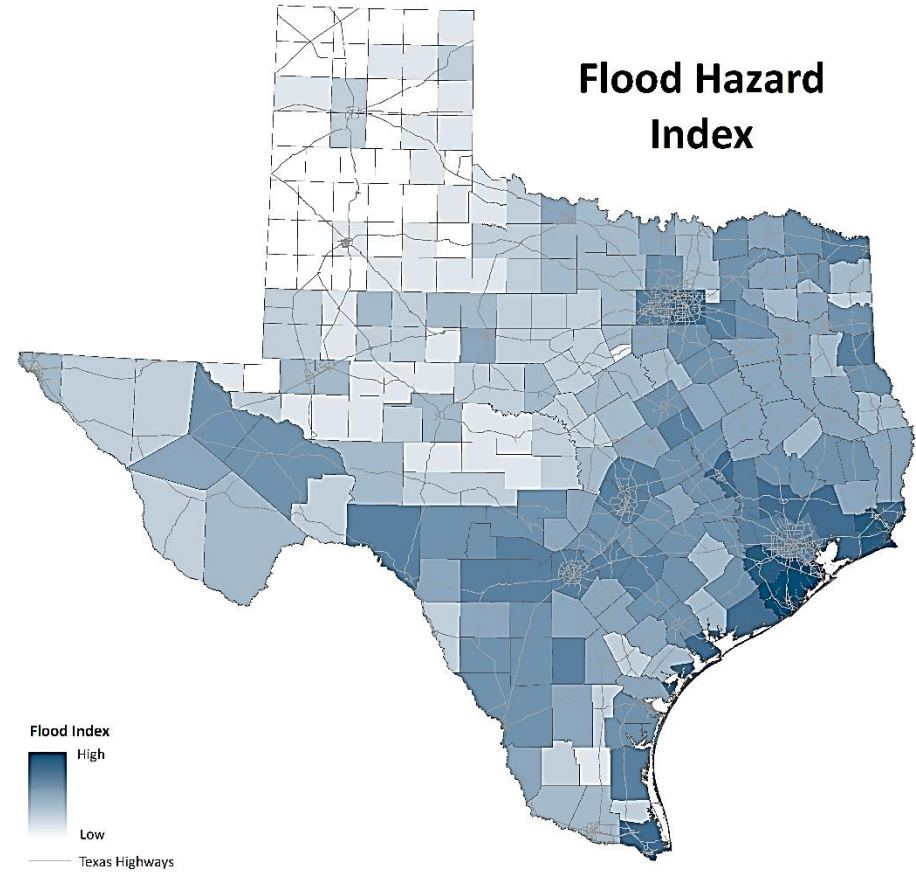 Flood Hazard
Index
Flood Index
High
Low
Texas Highways